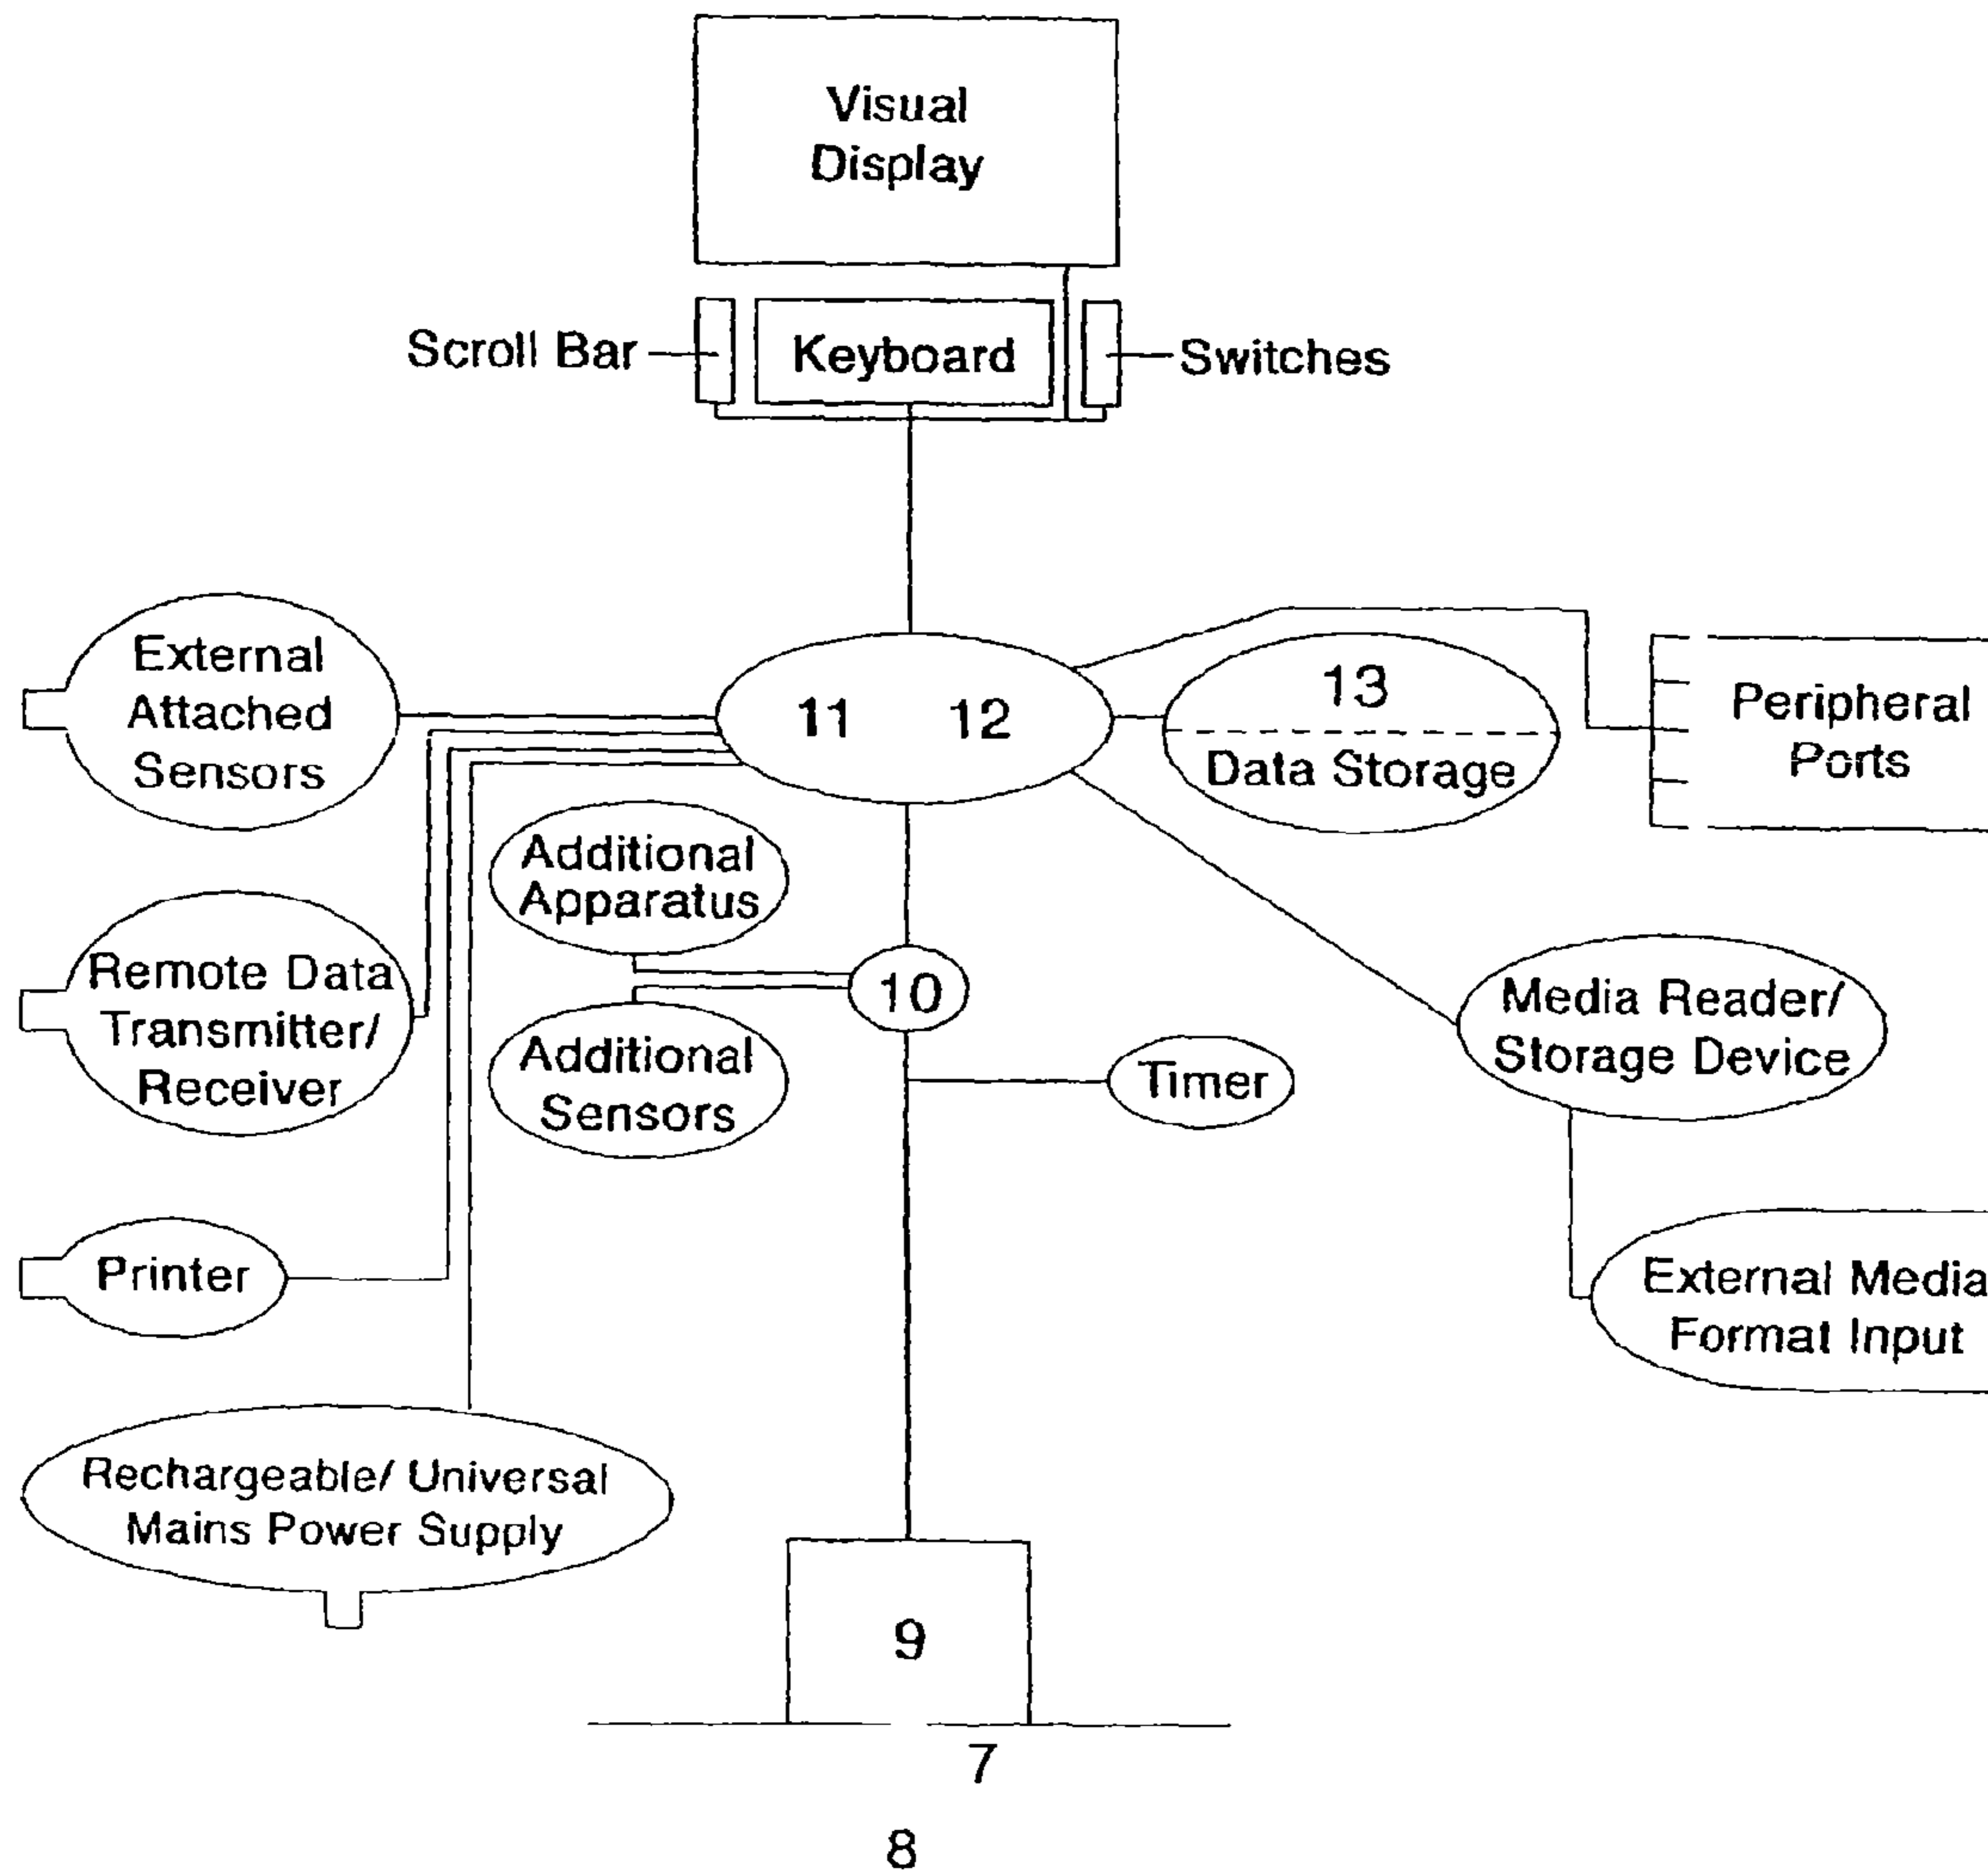 Visual
Display
Scroll Bar
Keyboard
Switches
External
Attached
Sensors
11 12
13
Data Storage
Peripheral
Ports
Additional
Apparatus
Remote Data
Transmitter/
Receiver
10
Additional
Sensors
Timer
Media Reader/
Storage Device
Printer
External Media
Format Input
Rechargeable/ Universal
Mains Power Supply
9
7
8